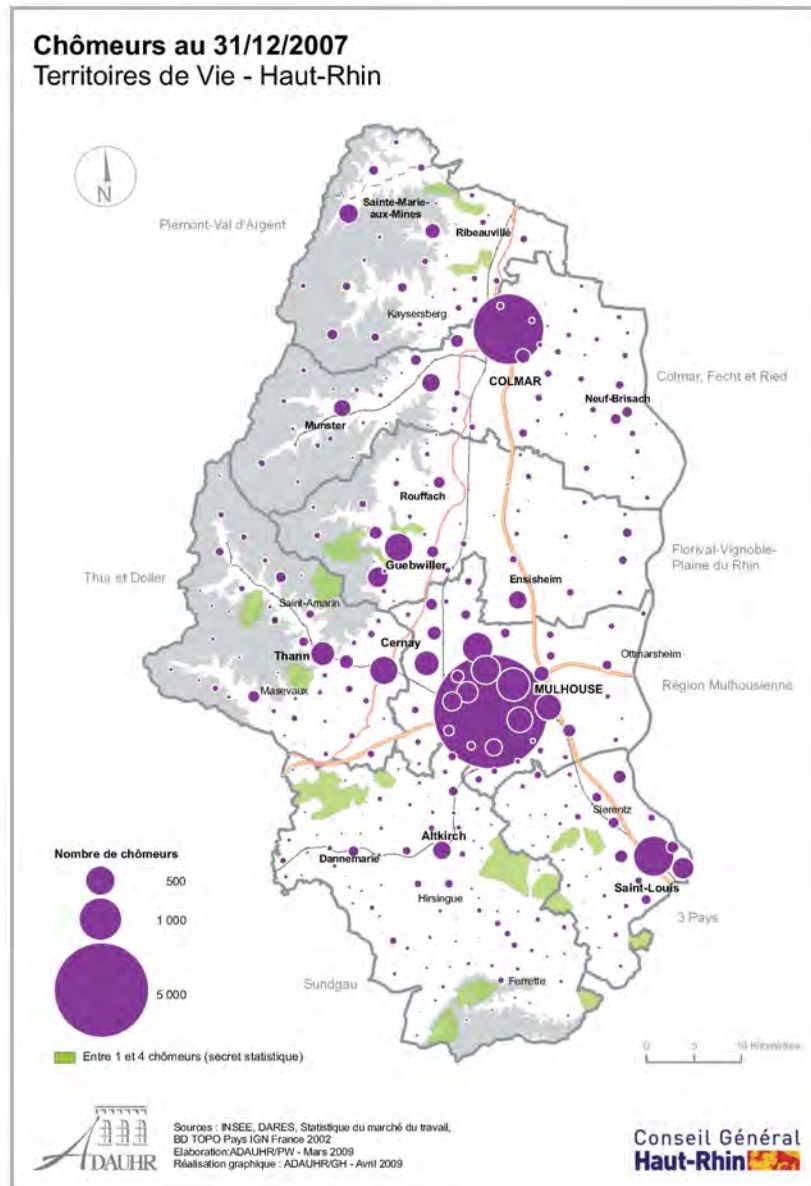 Chômeurs au 31/12/2007
Territoires de Vie - Haut-Rhin
N
Piemont-Val d'Argent
Sainte-Marie-
aux-Mines
Ribeauvillé
Kaysersberg
COLMAR
Colmar, Fecht et Ried
Neuf-Brisach
Munster
Rouffach
Guebwiller
Florival-Vignoble-
Plaine du Rhin
Ensisheim
Thur et Doller
Saint-Amarin
Cernay
Thann
Ottmarsheim
MULHOUSE
Région Mulhousienne
Masevaux
Sierentz
Altkirch
Dannemarie
Saint-Louis
Hirsingue
3 Pays
Sundgau
Ferrette
Nombre de chômeurs
500
1 000
5 000
Entre 1 et 4 chômeurs (secret statistique)
0 5 10 Kilomètres
ADAUHR
Sources : INSEE, DARES, Statistique du marché du travail,
BD TOPO Pays IGN France 2002
Elaboration:ADAUHR/PW - Mars 2009
Réalisation graphique : ADAUHR/GH - Avril 2009
Conseil Général
Haut-Rhin